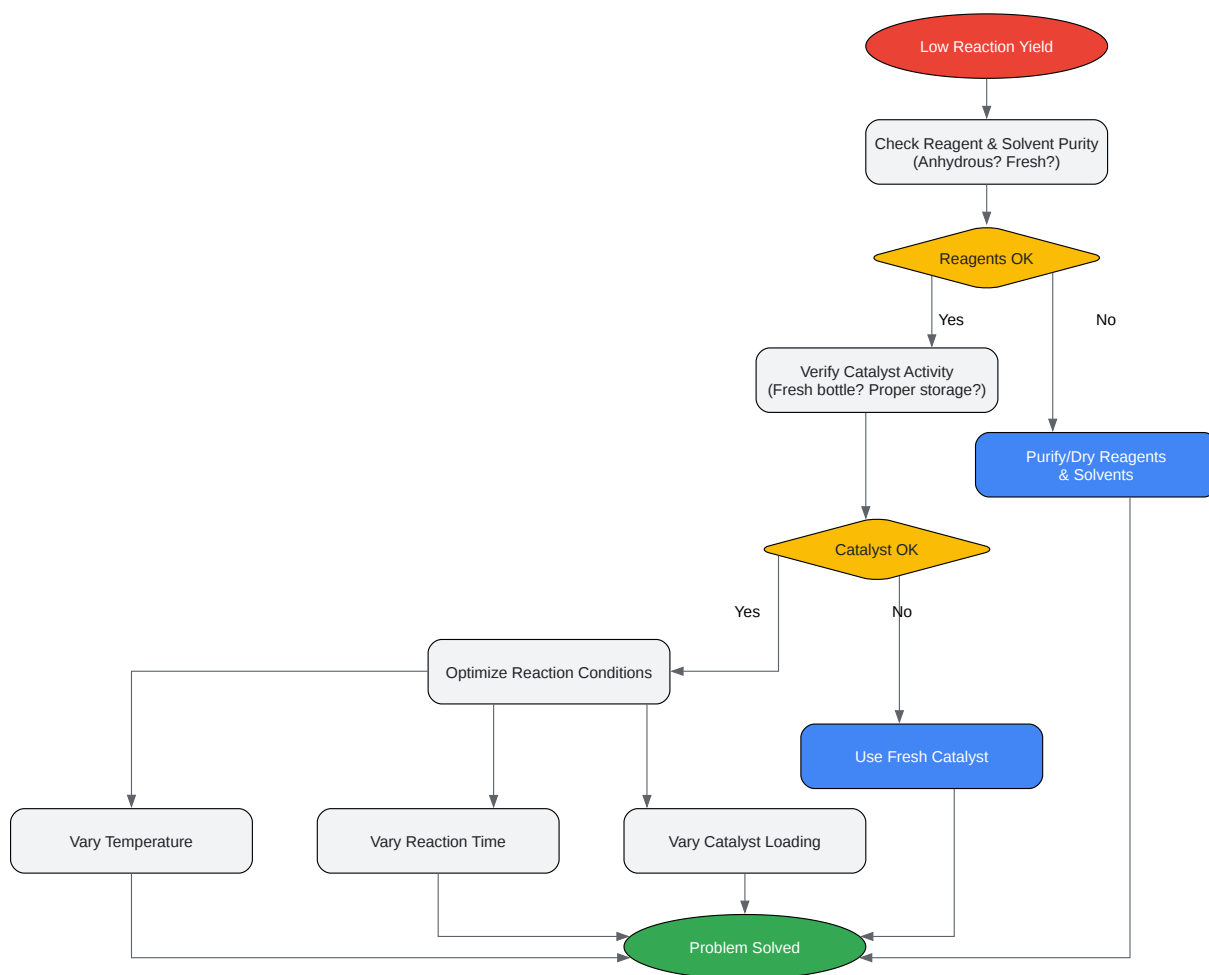 Low Reaction Yield
Check Reagent & Solvent Purity
(Anhydrous? Fresh?)
Reagents OK
Yes
No
Verify Catalyst Activity
(Fresh bottle? Proper storage?)
Purify/Dry Reagents
& Solvents
Catalyst OK
Yes
No
Optimize Reaction Conditions
Use Fresh Catalyst
Vary Temperature
Vary Reaction Time
Vary Catalyst Loading
Problem Solved